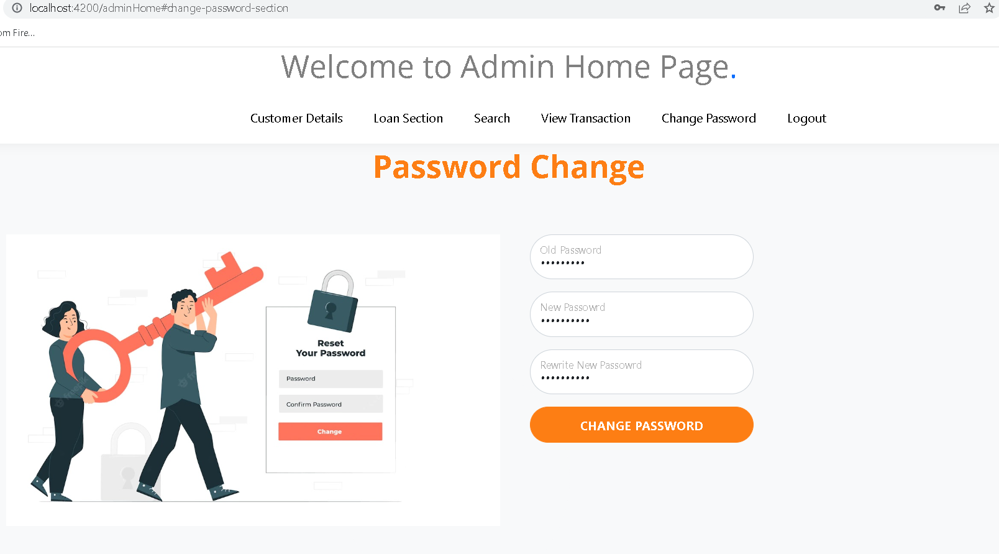 localhost:4200/adminHome#change-password-section
om Fire...
Welcome to Admin Home Page.
Customer Details Loan Section Search View Transaction Change Password Logout
Password Change
Reset
Your Password
Password
Confirm Password
Change
Old Password
•••••••••
New Passowrd
••••••••••
Rewrite New Passowrd
••••••••••
CHANGE PASSWORD